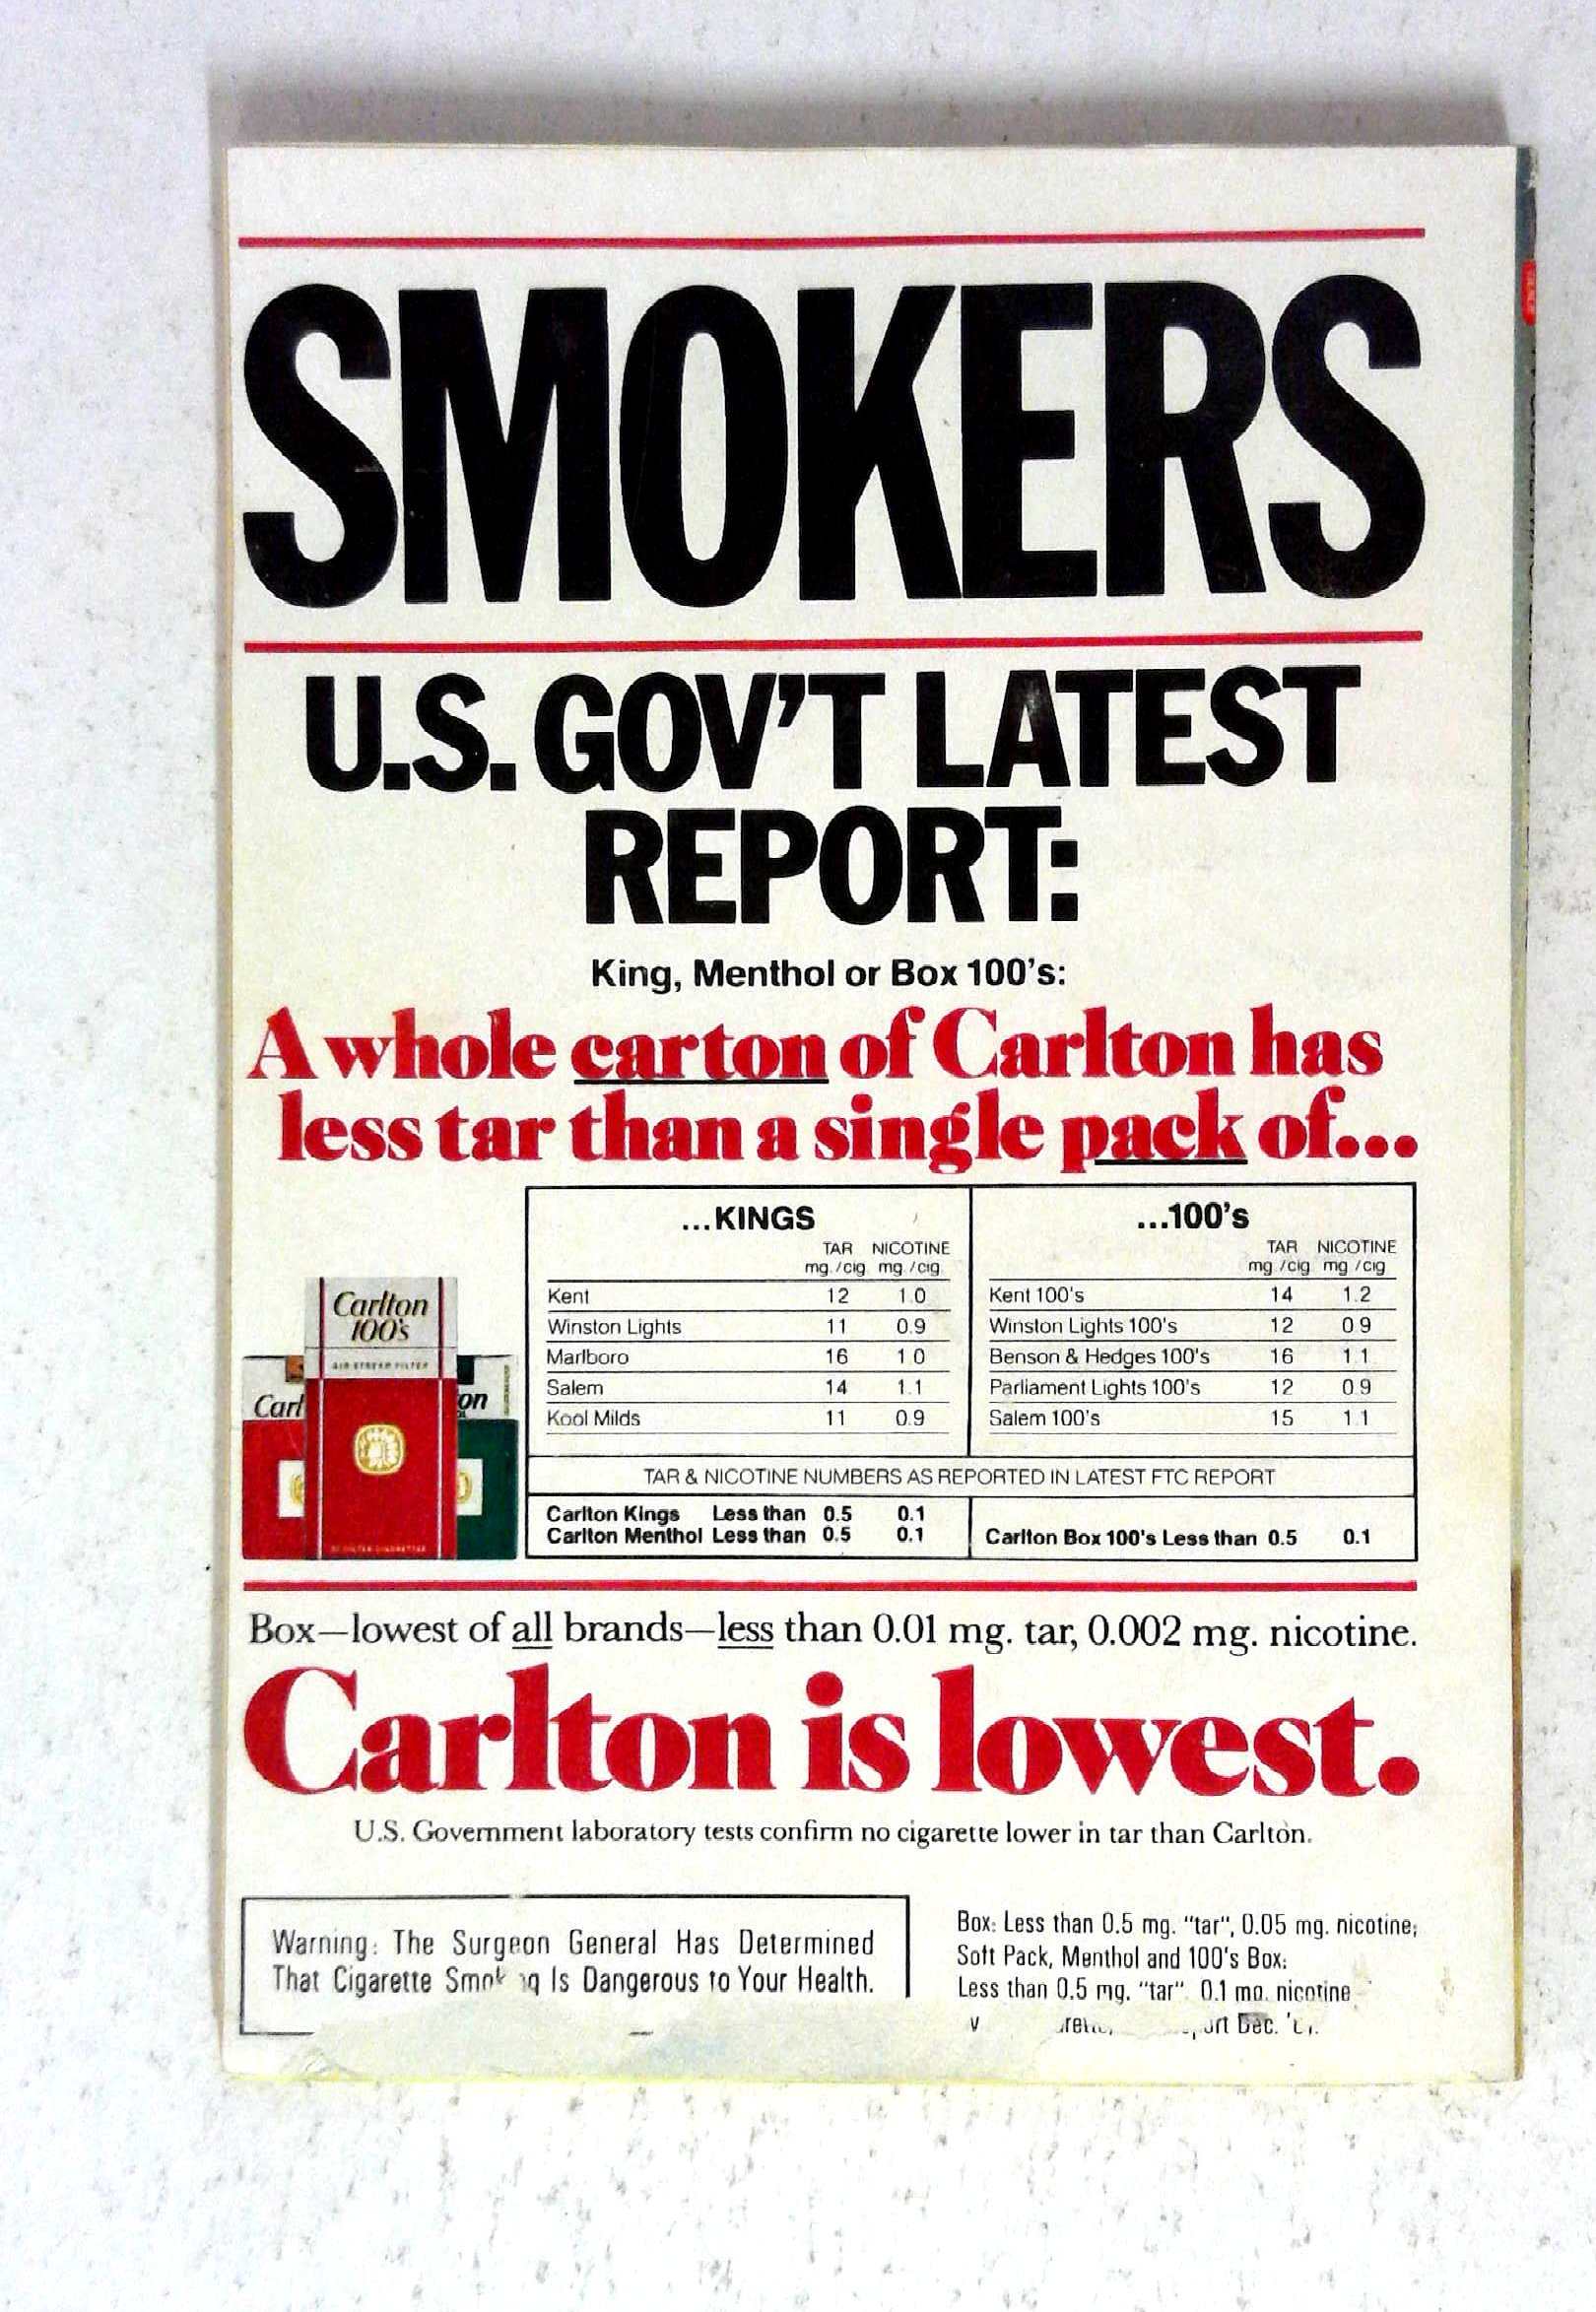 SMOKERS
U.S. GOV'T LATEST
REPORT:
King, Menthol or Box 100's:
A whole carton of Carlton has
less tar than a single pack of...
...KINGS
TAR NICOTINE
mg./cig mg./cig
Kent 12 1.0
Winston Lights 11 0.9
Marlboro 16 1.0
Salem 14 1.1
Kool Milds 11 0.9
...100's
TAR NICOTINE
mg./cig mg./cig
Kent 100's 14 1.2
Winston Lights 100's 12 0.9
Benson & Hedges 100's 16 1.1
Parliament Lights 100's 12 0.9
Salem 100's 15 1.1
TAR & NICOTINE NUMBERS AS REPORTED IN LATEST FTC REPORT
Carlton Kings Less than 0.5 0.1
Carlton Menthol Less than 0.5 0.1
Carlton Box 100's Less than 0.5 0.1
Carlton
100's
AIR-STREAM FILTER
Carl
on
Box—lowest of all brands—less than 0.01 mg. tar, 0.002 mg. nicotine.
Carlton is lowest.
U.S. Government laboratory tests confirm no cigarette lower in tar than Carlton.
Warning: The Surgeon General Has Determined
That Cigarette Smoking Is Dangerous to Your Health.
Box: Less than 0.5 mg. "tar", 0.05 mg. nicotine;
Soft Pack, Menthol and 100's Box:
Less than 0.5 mg. "tar" 0.1 mg. nicotine
Dec.